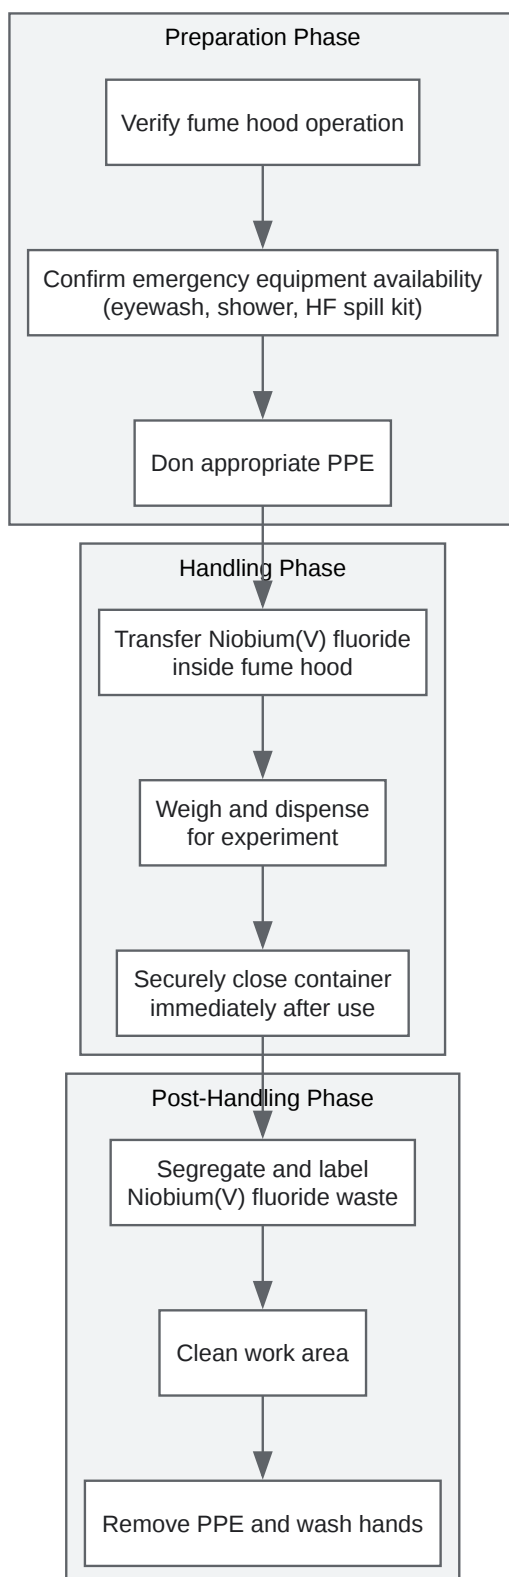 Preparation Phase
Verify fume hood operation
Confirm emergency equipment availability
(eyewash, shower, HF spill kit)
Don appropriate PPE
Handling Phase
Transfer Niobium(V) fluoride
inside fume hood
Weigh and dispense
for experiment
Securely close container
immediately after use
Post-Handling Phase
Segregate and label
Niobium(V) fluoride waste
Clean work area
Remove PPE and wash hands